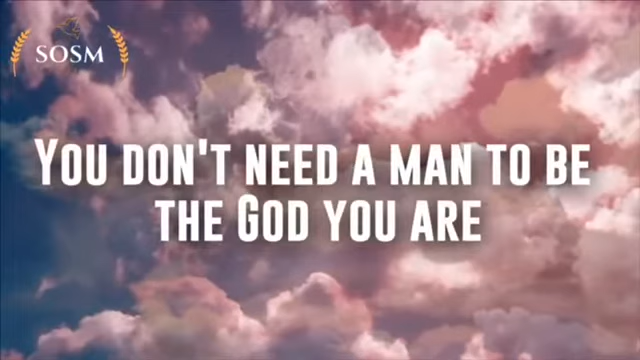 SOSM
YOU DON'T NEED A MAN TO BE
THE GOD YOU ARE